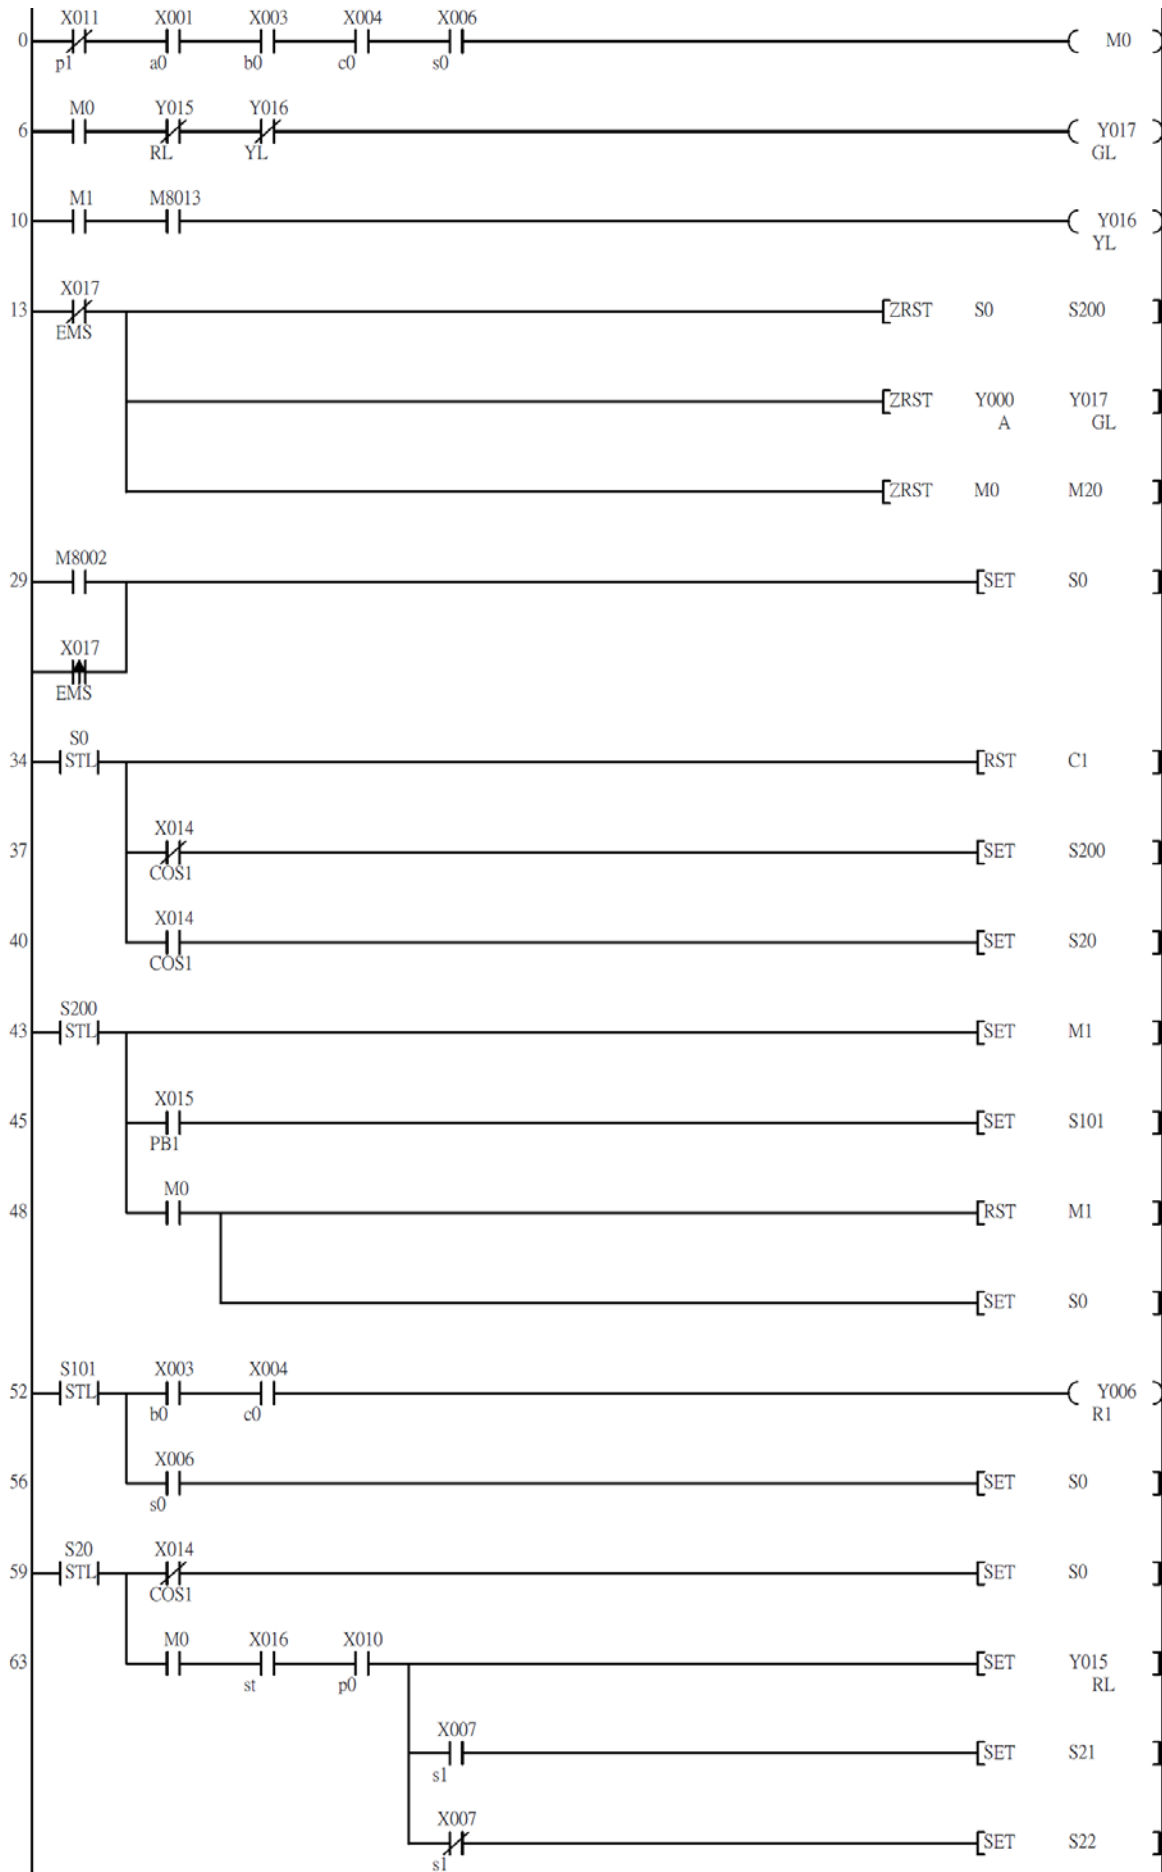 X011 X001 X003 X004 X006
0 M0
p1 a0 b0 c0 s0
M0 Y015 Y016
6 Y017
RL YL GL
M1 M8013
10 Y016
YL
X017
13 ZRST S0 S200
EMS
ZRST Y000 Y017
A GL
ZRST M0 M20
M8002
29 SET S0
X017
EMS
S0
34 STL RST C1
X014
37 SET S200
COS1
X014
40 SET S20
COS1
S200
43 STL SET M1
X015
45 SET S101
PB1
M0
48 RST M1
SET S0
S101 X003 X004
52 STL Y006
b0 c0 R1
X006
56 SET S0
s0
S20 X014
59 STL SET S0
COS1
M0 X016 X010
63 SET Y015
st p0 RL
X007
SET S21
s1
X007
SET S22
s1